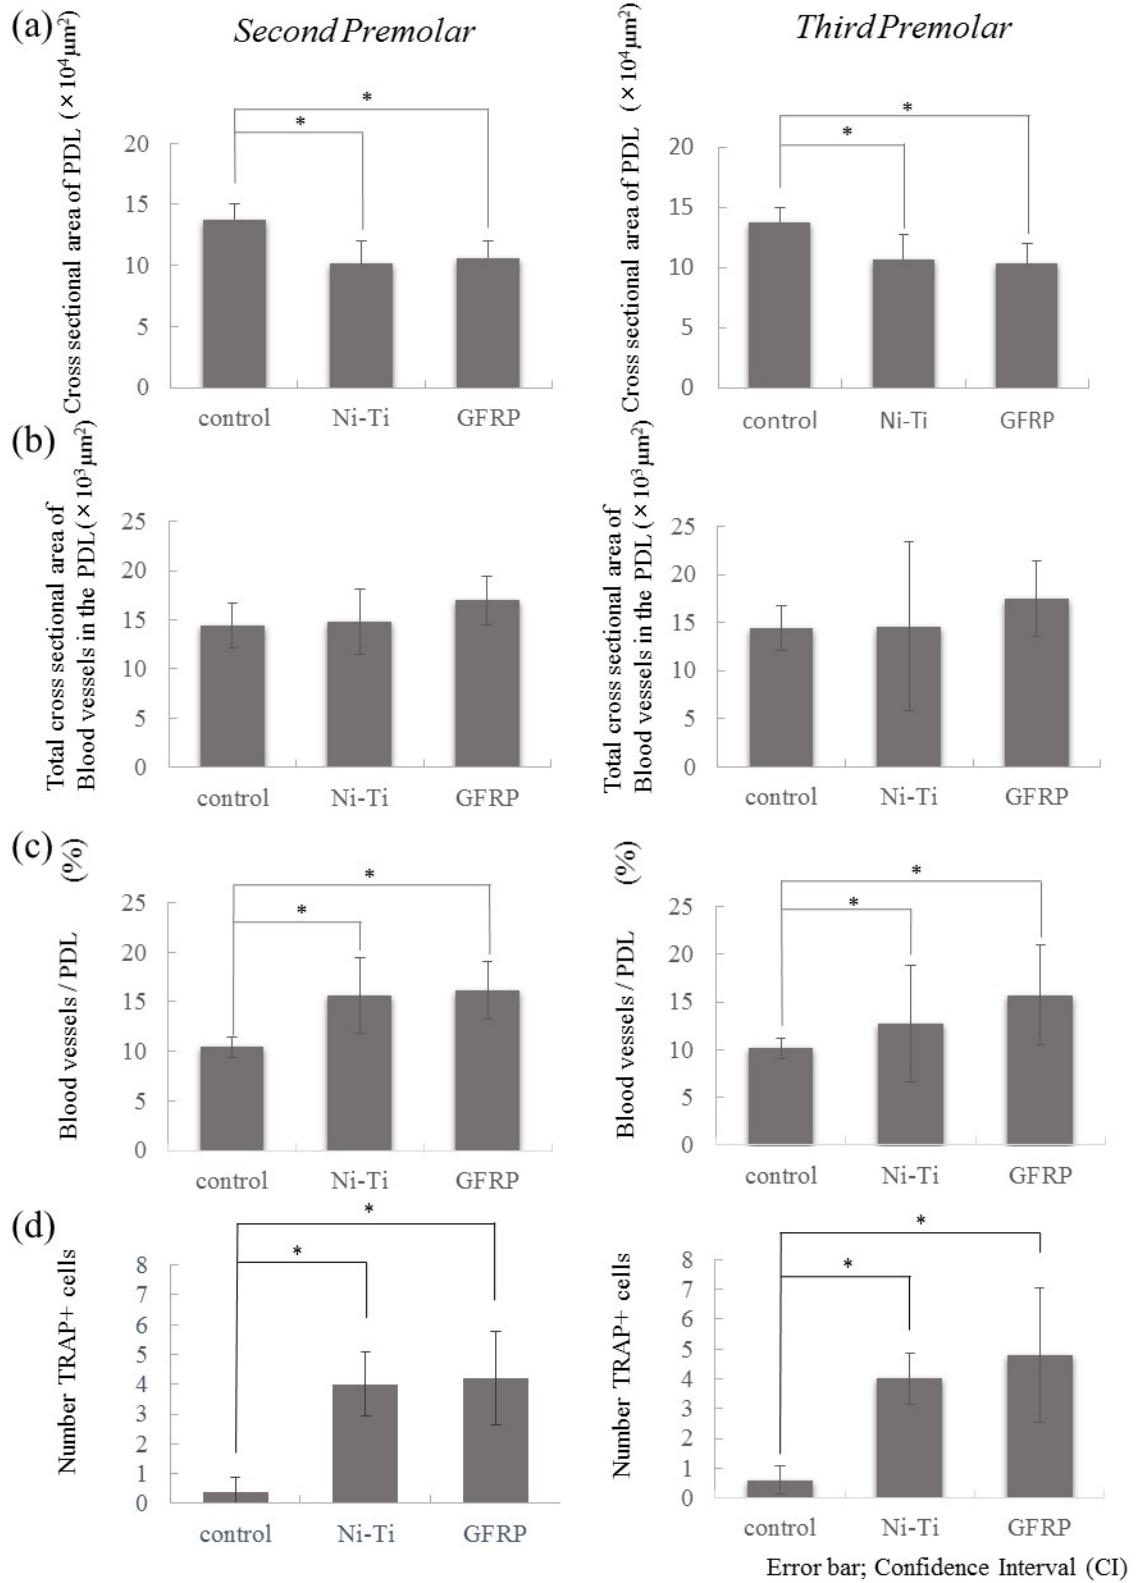 (a)
Second Premolar
Third Premolar
Cross sectional area of PDL (×10⁴μm²)
20
15
10
5
0
*
*
control
Ni-Ti
GFRP
Cross sectional area of PDL (×10⁴μm²)
20
15
10
5
0
*
*
control
Ni-Ti
GFRP
(b)
Total cross sectional area of
Blood vessels in the PDL (×10³μm²)
25
20
15
10
5
0
control
Ni-Ti
GFRP
Total cross sectional area of
Blood vessels in the PDL (×10³μm²)
25
20
15
10
5
0
control
Ni-Ti
GFRP
(c)
Blood vessels / PDL (%)
25
20
15
10
5
0
*
*
control
Ni-Ti
GFRP
Blood vessels / PDL (%)
25
20
15
10
5
0
*
*
control
Ni-Ti
GFRP
(d)
Number TRAP+ cells
8
7
6
5
4
3
2
1
0
*
*
control
Ni-Ti
GFRP
Number TRAP+ cells
8
7
6
5
4
3
2
1
0
*
*
control
Ni-Ti
GFRP
Error bar; Confidence Interval (CI)